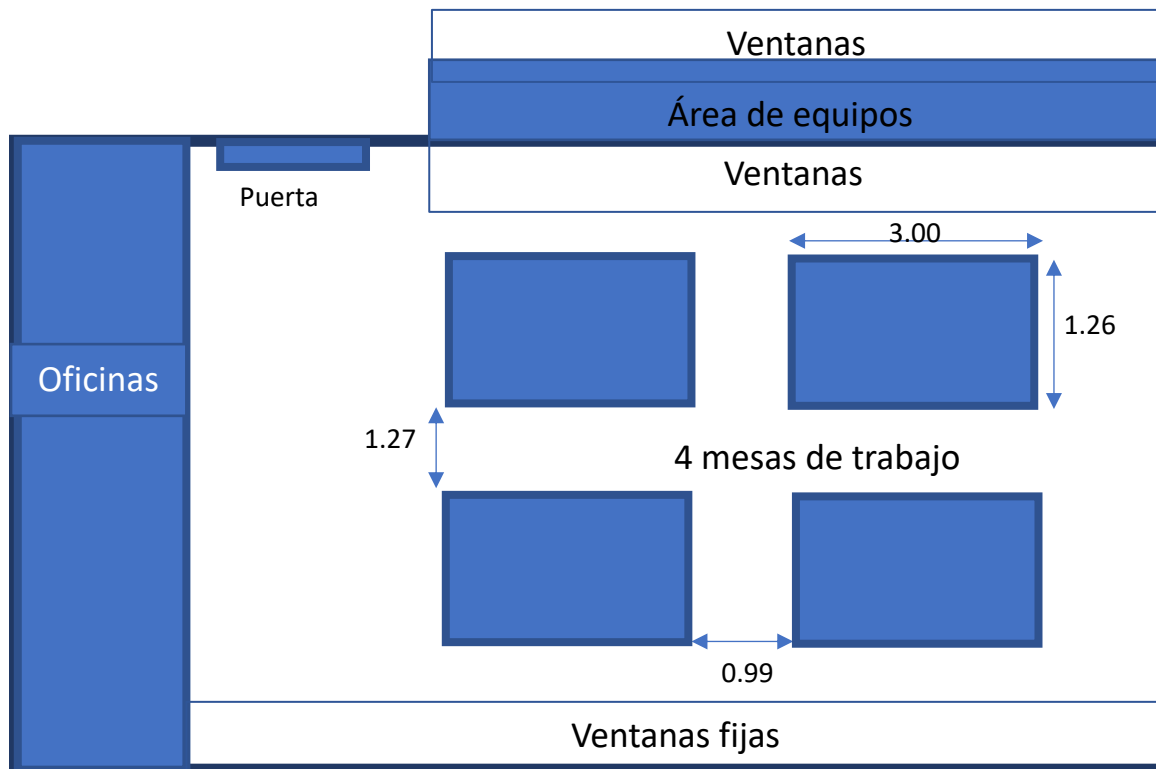 Ventanas
Área de equipos
Ventanas
Puerta
3.00
1.26
Oficinas
1.27
4 mesas de trabajo
0.99
Ventanas fijas